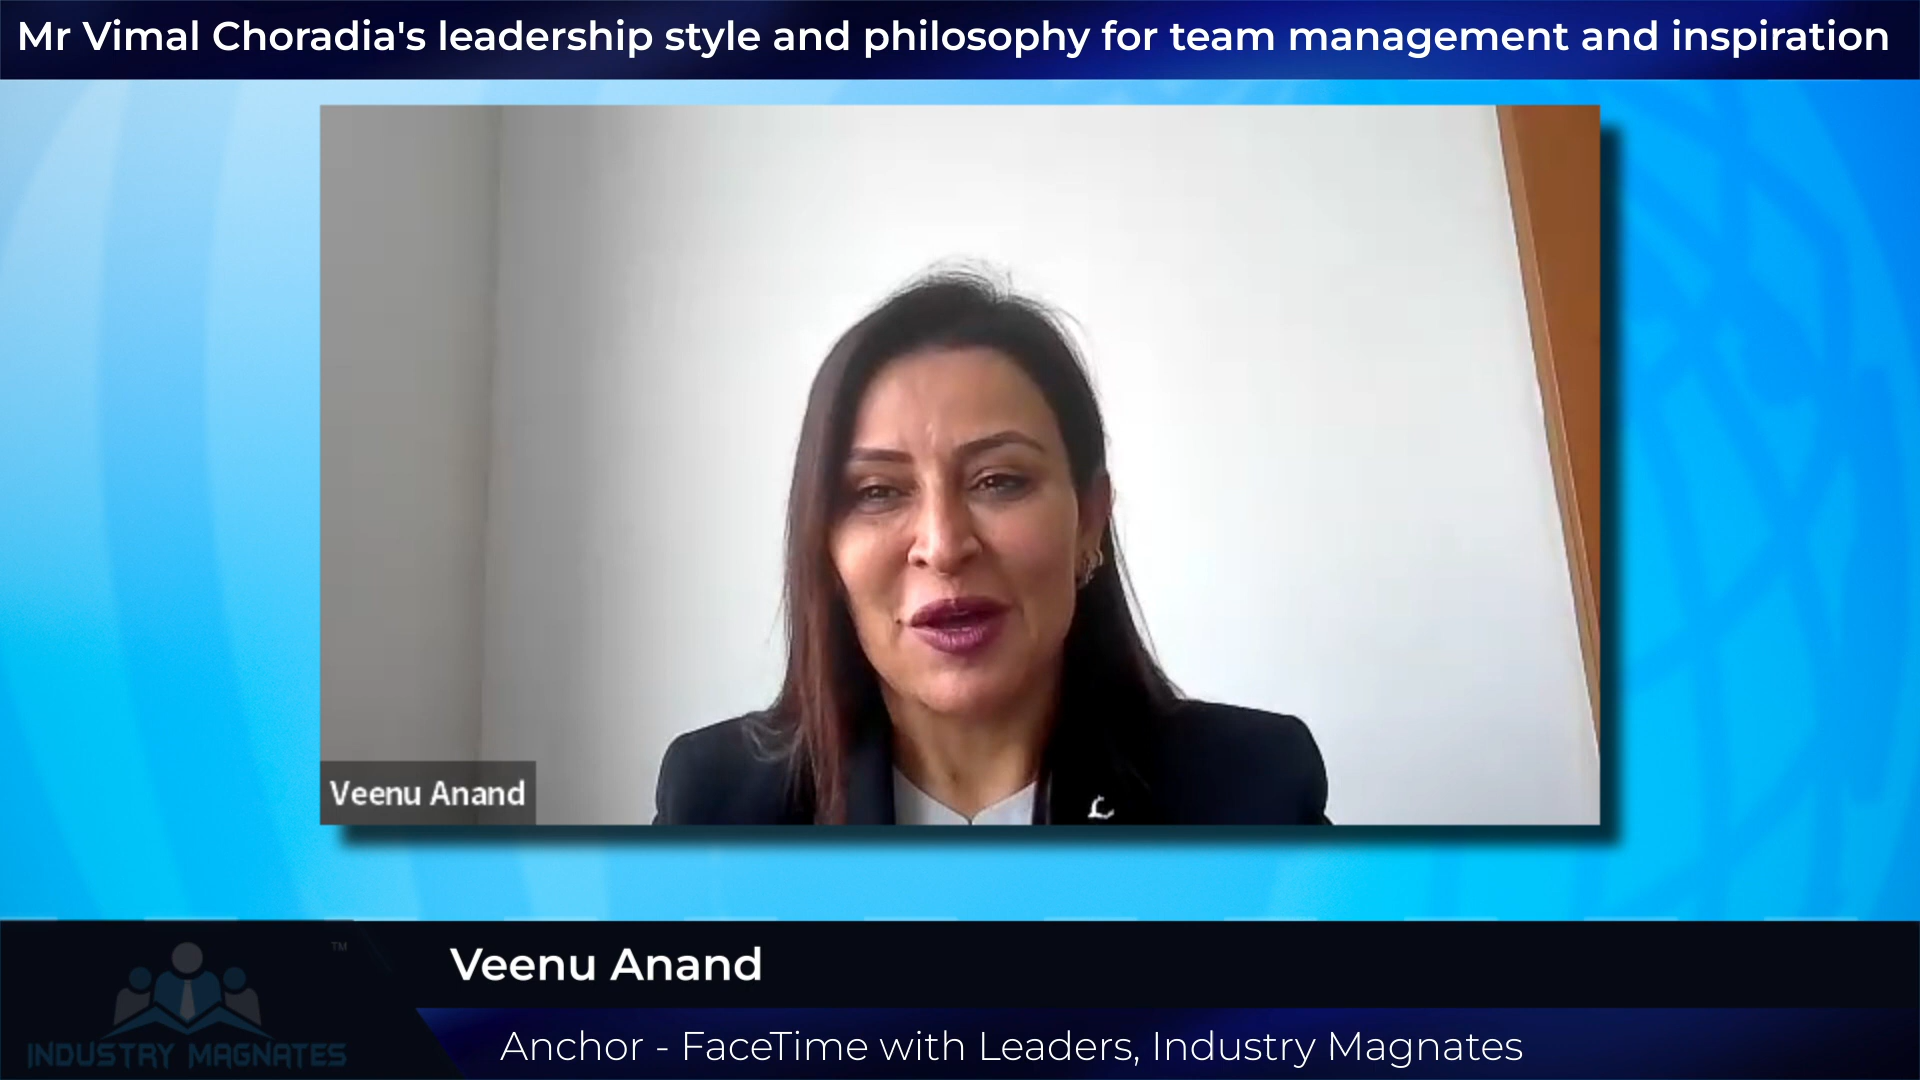 Mr Vimal Choradia's leadership style and philosophy for team management and inspiration
Veenu Anand
Veenu Anand
TM
INDUSTRY MAGNATES
Anchor - FaceTime with Leaders, Industry Magnates